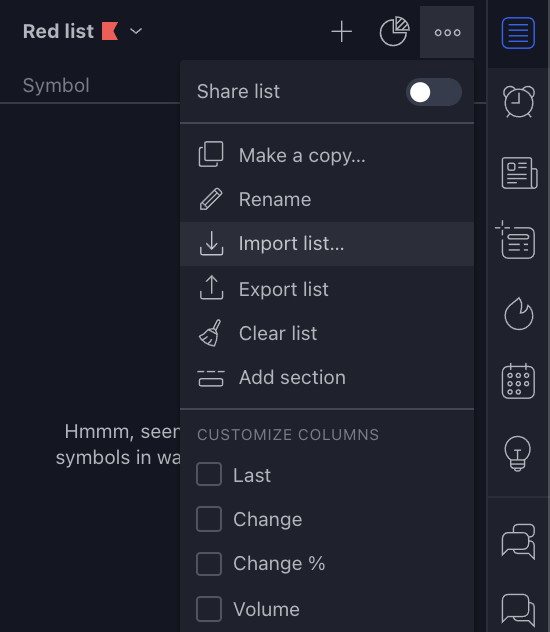 Red list
Symbol
Share list
Make a copy...
Rename
Import list...
Export list
Clear list
Add section
Hmmm, seem
symbols in wa
CUSTOMIZE COLUMNS
Last
Change
Change %
Volume